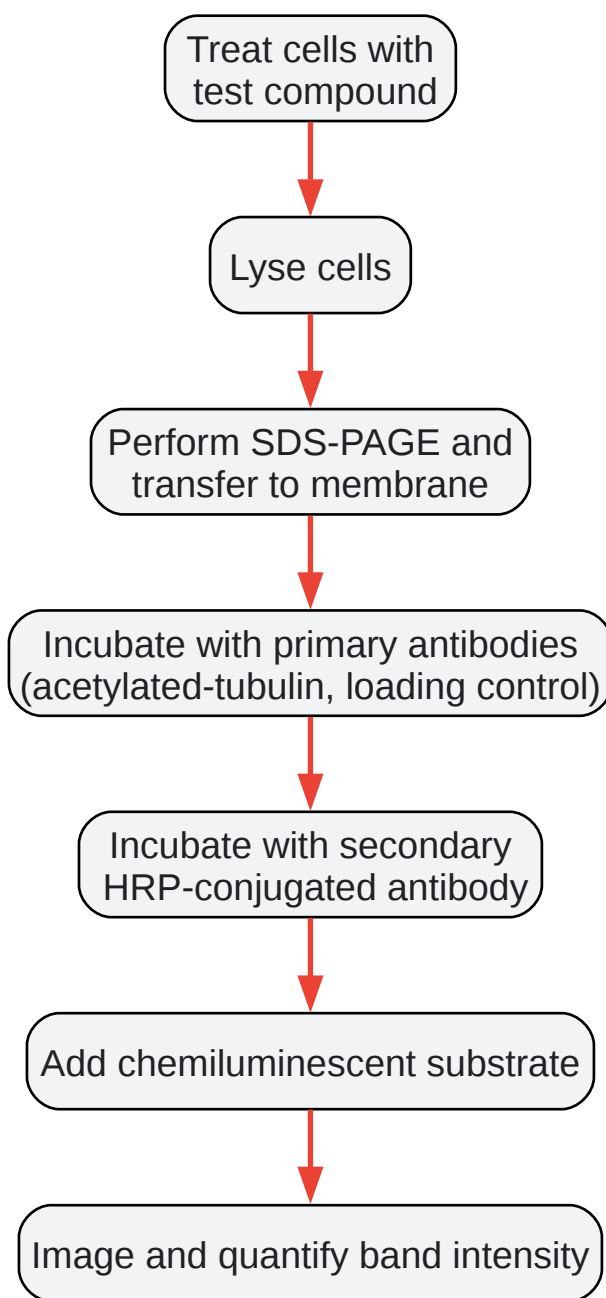 Treat cells with
test compound
Lyse cells
Perform SDS-PAGE and
transfer to membrane
Incubate with primary antibodies
(acetylated-tubulin, loading control)
Incubate with secondary
HRP-conjugated antibody
Add chemiluminescent substrate
Image and quantify band intensity